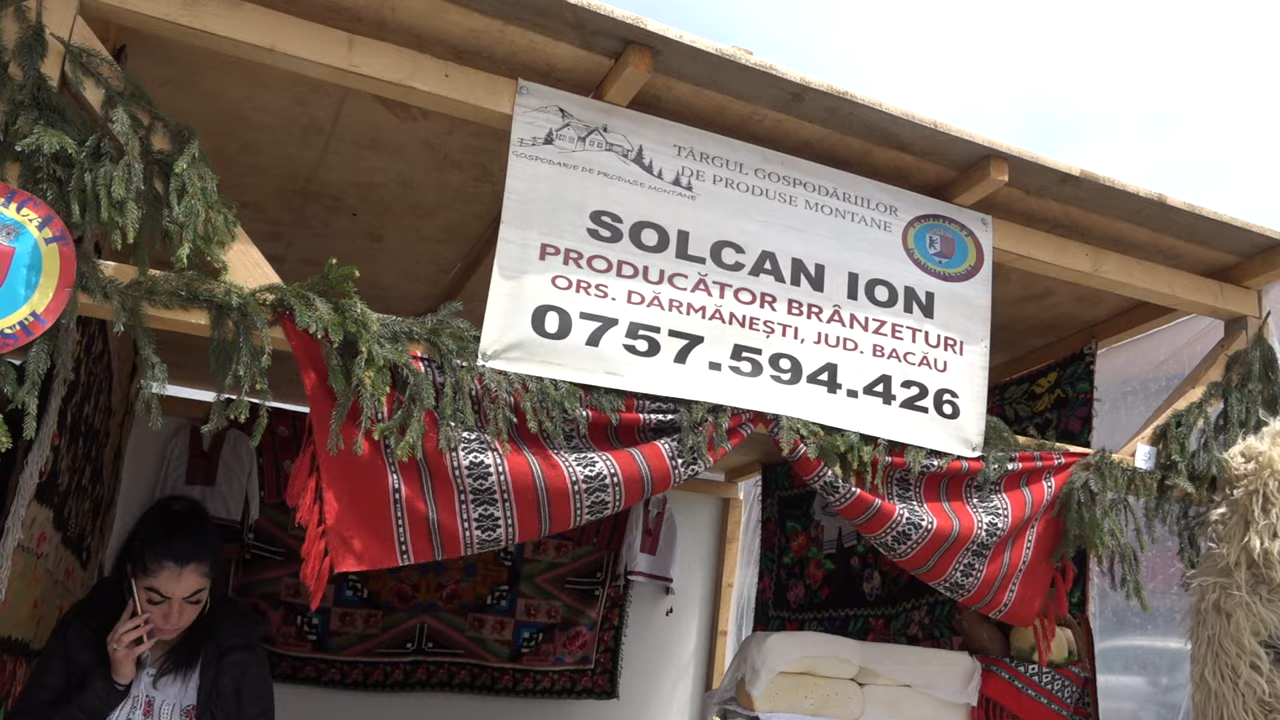 GOSPODARIE DE PRODUSE MONTANE
TÂRGUL GOSPODĂRIILOR
DE PRODUSE MONTANE
SOLCAN ION
PRODUCĂTOR BRÂNZETURI
ORS. DĂRMĂNEȘTI, JUD. BACĂU
0757.594.426